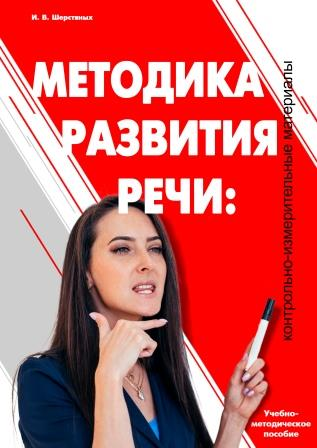 И. В. Шерстяных
МЕТОДИКА
РАЗВИТИЯ
РЕЧИ:
контрольно-измерительные материалы
Учебно-
методическое
пособие